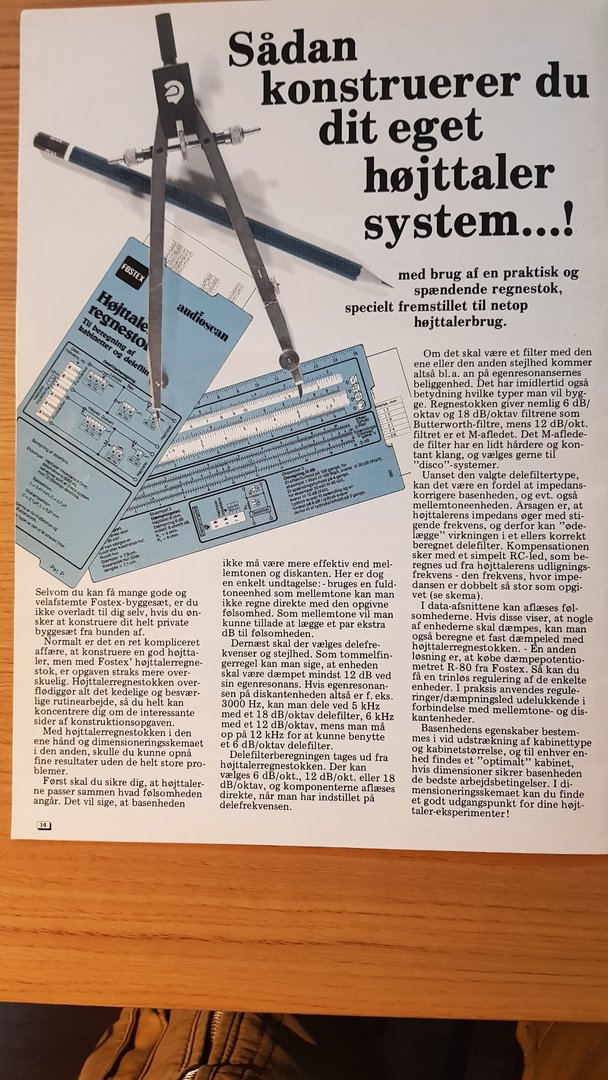 Sådan
konstruerer du
dit eget
højttaler
system...!
med brug af en praktisk og
spændende regnestok,
specielt fremstillet til netop
højttalerbrug.
FOSTEX
audioscan
Højttaler
regnestok
Til beregning af
kabinetter og delefiltre
Selvom du kan få mange gode og
velafstemte Fostex-byggesæt, er du
ikke overladt til dig selv, hvis du øn-
sker at konstruere dit helt private
byggesæt fra bunden af.
Normalt er det en ret kompliceret
affære, at konstruere en god højtta-
ler, men med Fostex' højttalerregne-
stok, er opgaven straks mere over-
skuelig. Højttalerregnestokken over-
flødiggør alt det kedelige og besvær-
lige rutinearbejde, så du helt kan
koncentrere dig om de interessante
sider af konstruktionsopgaven.
Med højttalerregnestokken i den
ene hånd og dimensioneringsskemaet
i den anden, skulle du kunne opnå
fine resultater uden de helt store pro-
blemer.
Først skal du sikre dig, at højttaler-
ne passer sammen hvad følsomheden
angår. Det vil sige, at basenheden
ikke må være mere effektiv end mel-
lemtonen og diskanten. Her er dog
en enkelt undtagelse: - bruges en fuld-
toneenhed som mellemtone kan man
ikke regne direkte med den opgivne
følsomhed. Som mellemtone vil man
kunne tillade at lægge et par ekstra
dB til følsomheden.
Dernæst skal der vælges delefre-
kvenser og stejlhed. Som tommelfin-
gerregel kan man sige, at enheden
skal være dæmpet mindst 12 dB ved
sin egenresonans. Hvis egenresonan-
sen på diskantenheden altså er f. eks.
3000 Hz, kan man dele ved 5 kHz
med et 18 dB/oktav delefilter, 6 kHz
med et 12 dB/oktav, mens man må
op på 12 kHz for at kunne benytte
et 6 dB/oktav delefilter.
Delefilterberegningen tages ud fra
højttalerregnestokken. Der kan
vælges 6 dB/okt., 12 dB/okt. eller 18
dB/oktav, og komponenterne aflæses
direkte, når man har indstillet på
delefrekvensen.
Om det skal være et filter med den
ene eller den anden stejlhed kommer
altså bl.a. an på egenresonansernes
beliggenhed. Det har imidlertid også
betydning hvilke typer man vil byg-
ge. Regnestokken giver nemlig 6 dB/
oktav og 18 dB/oktav filtrene som
Butterworth-filtre, mens 12 dB/okt.
filtret er et M-afledet. Det M-aflede-
de filter har en lidt hårdere og kon-
tant klang, og vælges gerne til
"disco"-systemer.
Uanset den valgte delefiltertype,
kan det være en fordel at impedans-
korrigere basenheden, og evt. også
mellemtoneenheden. Årsagen er, at
højttalerens impedans øger med sti-
gende frekvens, og derfor kan "øde-
lægge" virkningen i et ellers korrekt
beregnet delefilter. Kompensationen
sker med et simpelt RC-led, som be-
regnes ud fra højttalerens udlignings-
frekvens - den frekvens, hvor impe-
dansen er dobbelt så stor som opgi-
vet (se skema).
I data-afsnittene kan aflæses føl-
somhederne. Hvis disse viser, at nogle
af enhederne skal dæmpes, kan man
også beregne et fast dæmpeled med
højttalerregnestokken. - En anden
løsning er, at købe dæmpepotentio-
metret R-80 fra Fostex. Så kan du
få en trinløs regulering af de enkelte
enheder. I praksis anvendes regule-
ringer/dæmpningsled udelukkende i
forbindelse med mellemtone- og dis-
kantenheder.
Basenhedens egenskaber bestem-
mes i vid udstrækning af kabinettype
og kabinetstørrelse, og til enhver en-
hed findes et "optimalt" kabinet,
hvis dimensioner sikrer basenheden
de bedste arbejdsbetingelser. I di-
mensioneringsskemaet kan du finde
et godt udgangspunkt for dine højt-
taler-eksperimenter!
14